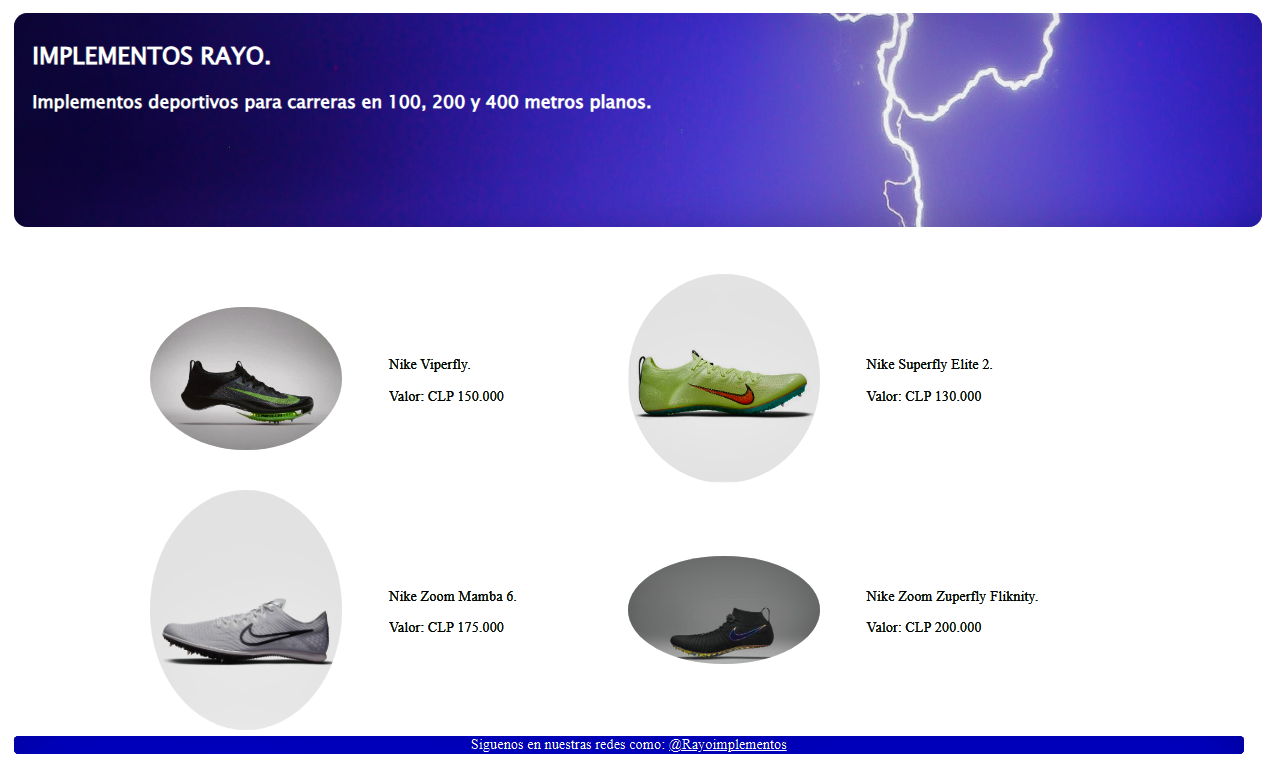 IMPLEMENTOS RAYO.
Implementos deportivos para carreras en 100, 200 y 400 metros planos.
Nike Viperfly.
Valor: CLP 150.000
Nike Superfly Elite 2.
Valor: CLP 130.000
Nike Zoom Mamba 6.
Valor: CLP 175.000
Nike Zoom Zuperfly Fliknity.
Valor: CLP 200.000
Siguenos en nuestras redes como: @Rayoimplementos